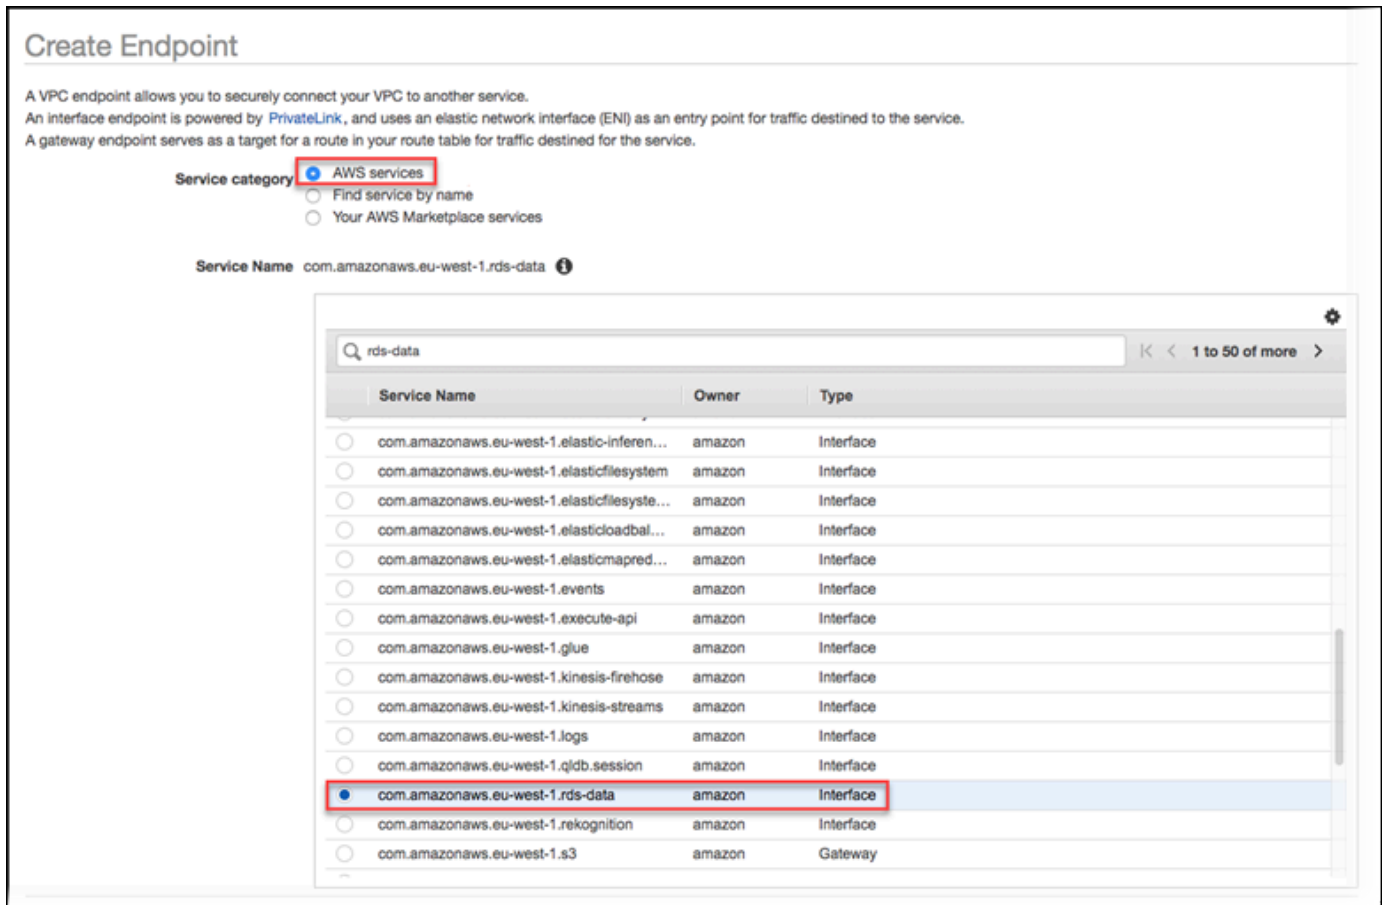 Create Endpoint
A VPC endpoint allows you to securely connect your VPC to another service.
An interface endpoint is powered by PrivateLink, and uses an elastic network interface (ENI) as an entry point for traffic destined to the service.
A gateway endpoint serves as a target for a route in your route table for traffic destined for the service.
Service category AWS services
Find service by name
Your AWS Marketplace services
Service Name com.amazonaws.eu-west-1.rds-data
rds-data 1 to 50 of more
Service Name Owner Type
com.amazonaws.eu-west-1.elastic-inferen... amazon Interface
com.amazonaws.eu-west-1.elasticfilesystem amazon Interface
com.amazonaws.eu-west-1.elasticfilesyste... amazon Interface
com.amazonaws.eu-west-1.elasticloadbal... amazon Interface
com.amazonaws.eu-west-1.elasticmapred... amazon Interface
com.amazonaws.eu-west-1.events amazon Interface
com.amazonaws.eu-west-1.execute-api amazon Interface
com.amazonaws.eu-west-1.glue amazon Interface
com.amazonaws.eu-west-1.kinesis-firehose amazon Interface
com.amazonaws.eu-west-1.kinesis-streams amazon Interface
com.amazonaws.eu-west-1.logs amazon Interface
com.amazonaws.eu-west-1.qldb.session amazon Interface
com.amazonaws.eu-west-1.rds-data amazon Interface
com.amazonaws.eu-west-1.rekognition amazon Interface
com.amazonaws.eu-west-1.s3 amazon Gateway